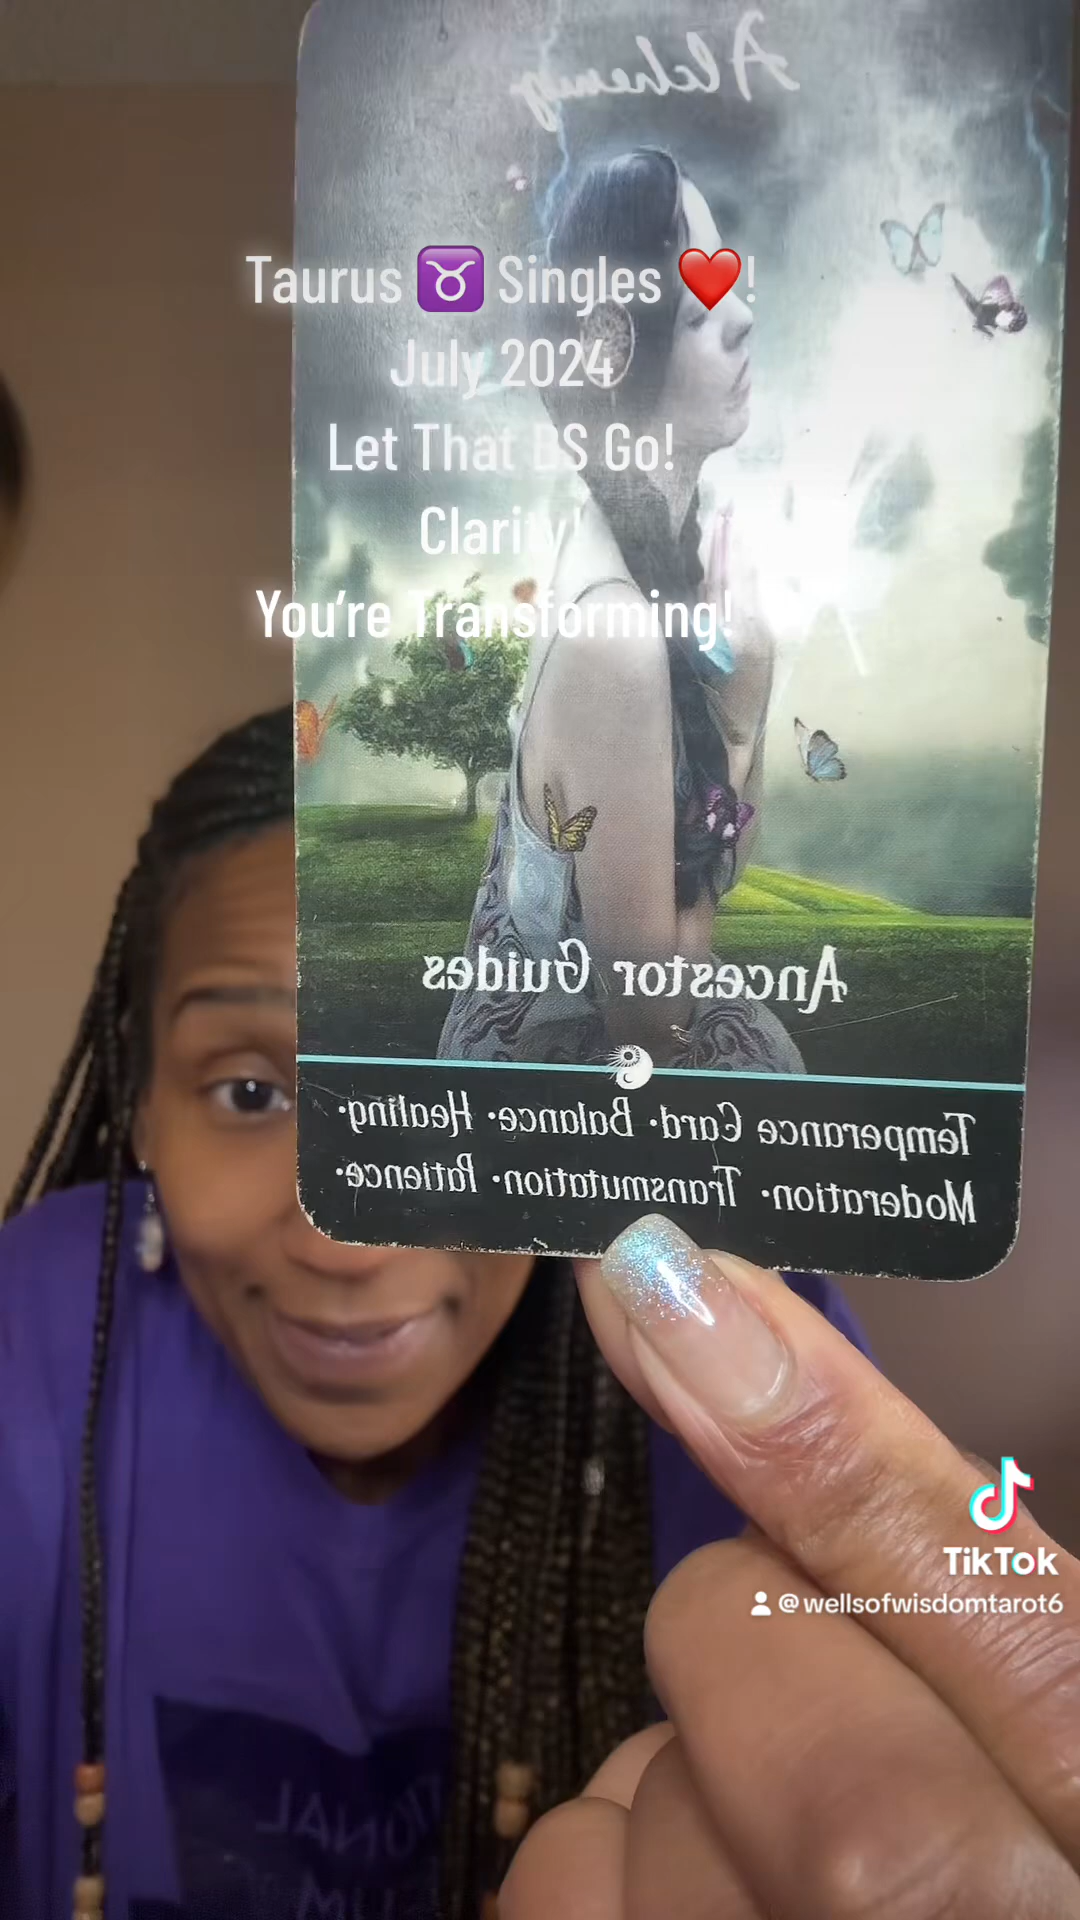 Alchemy
Taurus ♉ Singles ❤️!
July 2024
Let That BS Go!
Clarity!
You're Transforming!
Ancestor Guides
Temperance Card · Balance · Healing ·
Moderation · Transmutation · Patience ·
TikTok
@wellsofwisdomtarot6